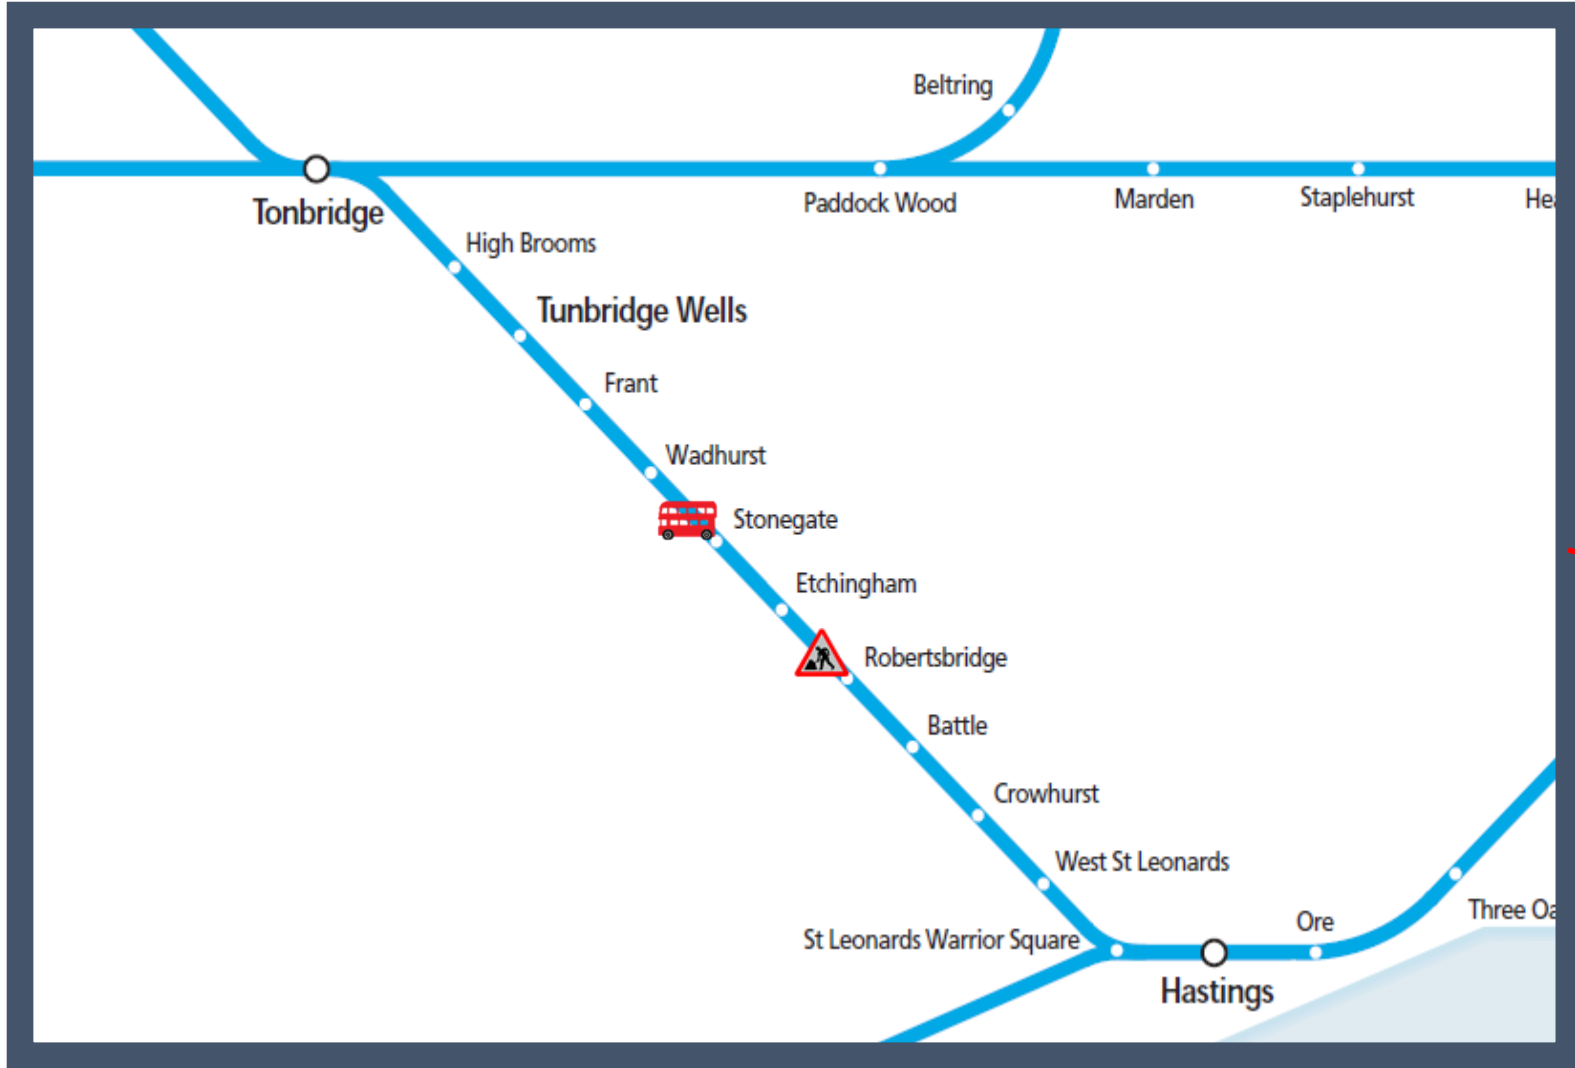 Beltring
Tonbridge
Paddock Wood
Marden
Staplehurst
High Brooms
Tunbridge Wells
Frant
Wadhurst
Stonegate
Etchingham
Robertsbridge
Battle
Crowhurst
West St Leonards
St Leonards Warrior Square
Ore
Three
Hastings